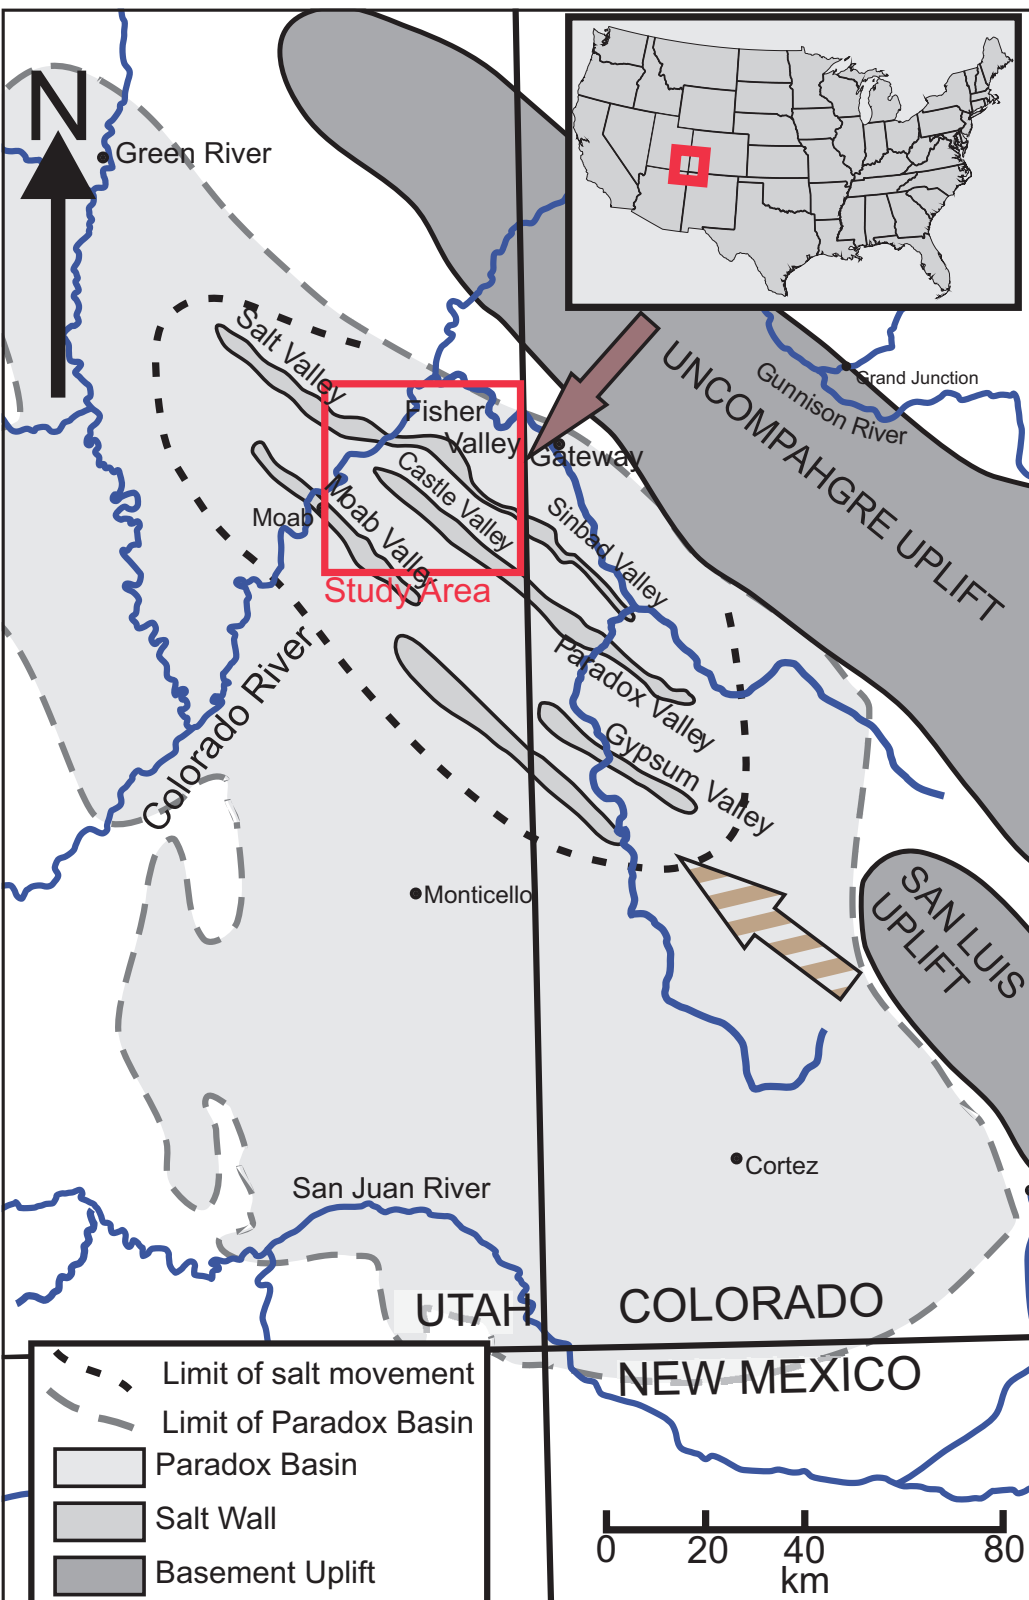 N
Green River
Salt Valley
Fisher
Valley
Gateway
Castle Valley
Moab Valley
Moab
Study Area
Sinbad Valley
Paradox Valley
Gypsum Valley
UNCOMPAHGRE UPLIFT
Gunnison River
Grand Junction
Colorado River
Monticello
SAN LUIS
UPLIFT
Cortez
San Juan River
UTAH
COLORADO
NEW MEXICO
Limit of salt movement
Limit of Paradox Basin
Paradox Basin
Salt Wall
Basement Uplift
0 20 40 80
km